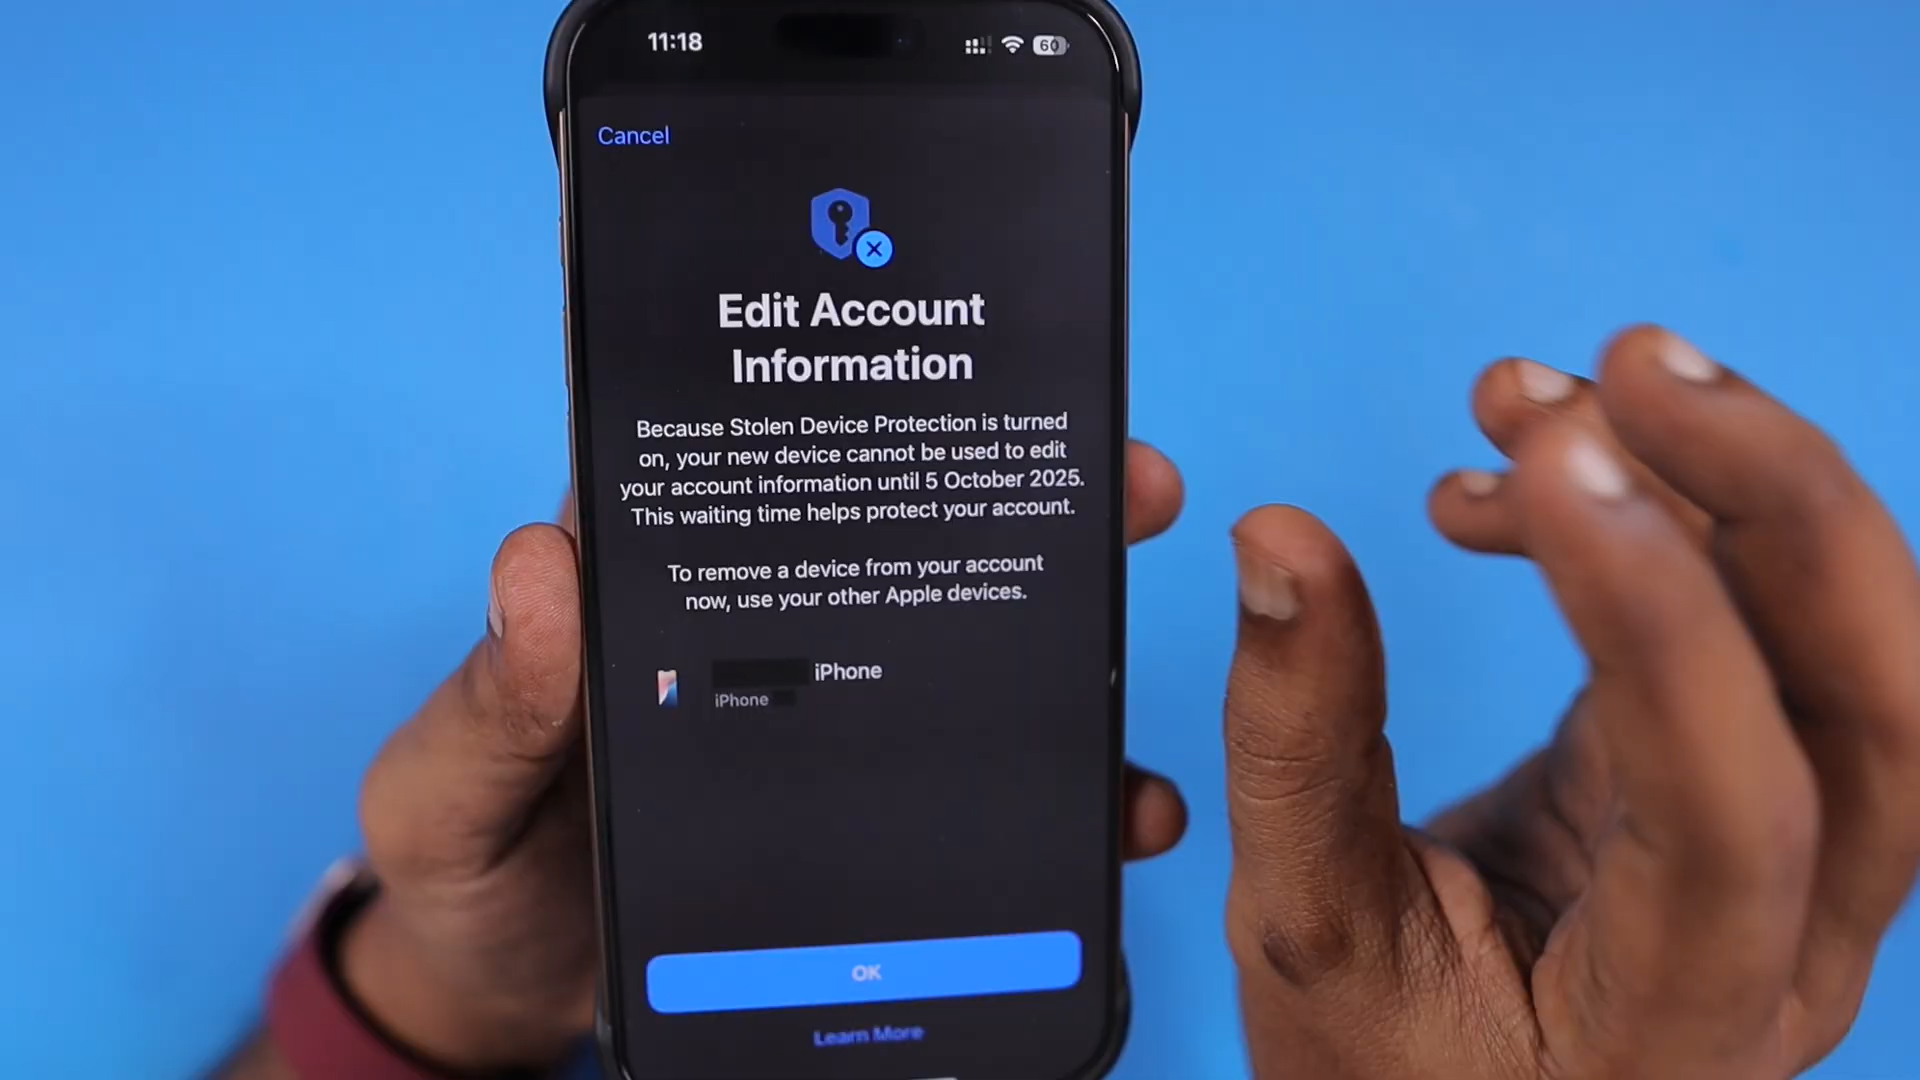 11:18
60
Cancel
Edit Account
Information
Because Stolen Device Protection is turned
on, your new device cannot be used to edit
your account information until 5 October 2025.
This waiting time helps protect your account.
To remove a device from your account
now, use your other Apple devices.
iPhone
iPhone
OK
Learn More